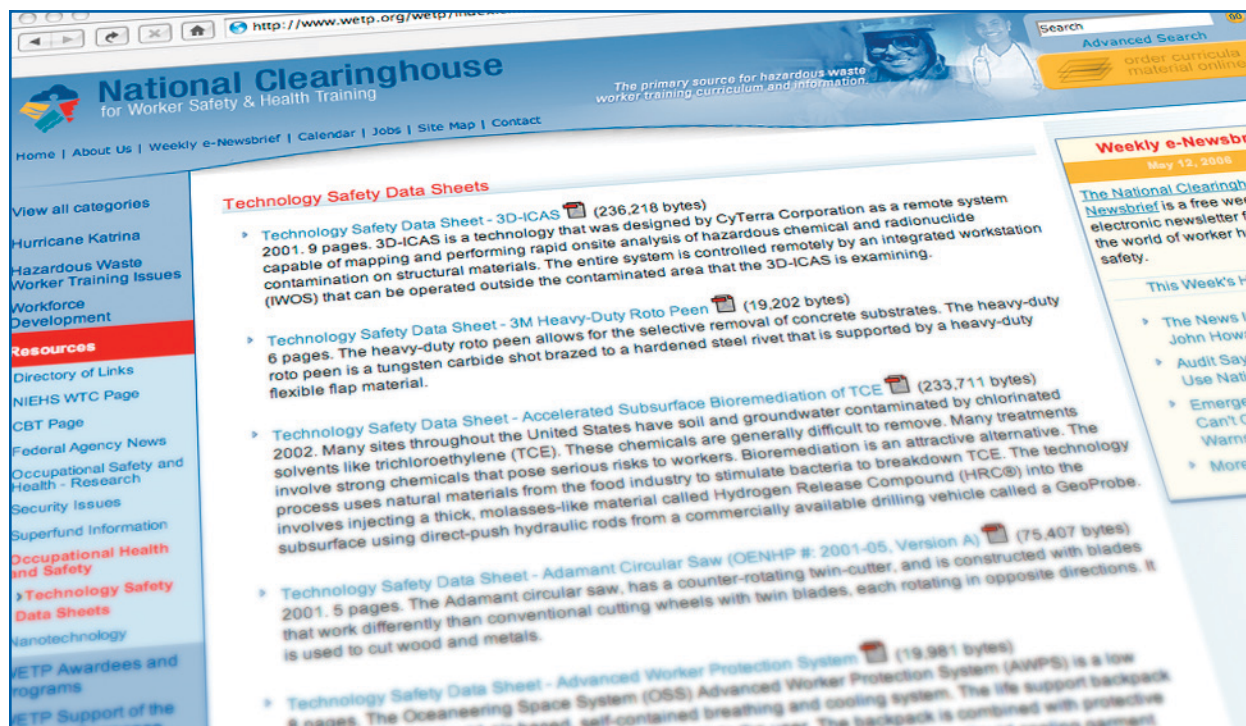 http://www.wetp.org/wetp/index.
National Clearinghouse
for Worker Safety & Health Training
The primary source for hazardous waste
worker training curriculum and information
Search
Advanced Search
GO
order curricula
material online
Home | About Us | Weekly e-Newsbrief | Calendar | Jobs | Site Map | Contact
View all categories
Hurricane Katrina
Hazardous Waste
Worker Training Issues
Workforce
Development
Resources
Directory of Links
NIEHS WTC Page
CBT Page
Federal Agency News
Occupational Safety and
Health - Research
Security Issues
Superfund Information
Occupational Health
and Safety
Technology Safety
Data Sheets
Nanotechnology
WETP Awardees and
Programs
WETP Support of the
Technology Safety Data Sheets
Technology Safety Data Sheet - 3D-ICAS (236,218 bytes)
2001. 9 pages. 3D-ICAS is a technology that was designed by CyTerra Corporation as a remote system
capable of mapping and performing rapid onsite analysis of hazardous chemical and radionuclide
contamination on structural materials. The entire system is controlled remotely by an integrated workstation
(IWOS) that can be operated outside the contaminated area that the 3D-ICAS is examining.
Technology Safety Data Sheet - 3M Heavy-Duty Roto Peen (19,202 bytes)
6 pages. The heavy-duty roto peen allows for the selective removal of concrete substrates. The heavy-duty
roto peen is a tungsten carbide shot brazed to a hardened steel rivet that is supported by a heavy-duty
flexible flap material.
Technology Safety Data Sheet - Accelerated Subsurface Bioremediation of TCE (233,711 bytes)
2002. Many sites throughout the United States have soil and groundwater contaminated by chlorinated
solvents like trichloroethylene (TCE). These chemicals are generally difficult to remove. Many treatments
involve strong chemicals that pose serious risks to workers. Bioremediation is an attractive alternative. The
process uses natural materials from the food industry to stimulate bacteria to breakdown TCE. The technology
involves injecting a thick, molasses-like material called Hydrogen Release Compound (HRC®) into the
subsurface using direct-push hydraulic rods from a commercially available drilling vehicle called a GeoProbe.
Technology Safety Data Sheet - Adamant Circular Saw (OENHP #: 2001-05, Version A) (75,407 bytes)
2001. 5 pages. The Adamant circular saw, has a counter-rotating twin-cutter, and is constructed with blades
that work differently than conventional cutting wheels with twin blades, each rotating in opposite directions. It
is used to cut wood and metals.
Technology Safety Data Sheet - Advanced Worker Protection System (19,981 bytes)
8 pages. The Oceaneering Space System (OSS) Advanced Worker Protection System (AWPS) is a low
self-contained breathing and cooling system. The life support backpack
The backpack is combined with protective
Weekly e-Newsbr
May 12, 2006
The National Clearingh
Newsbrief is a free wee
electronic newsletter f
the world of worker h
safety.
This Week's H
The News
John Howa
Audit Say
Use Nati
Emerge
Can't
Warn
More